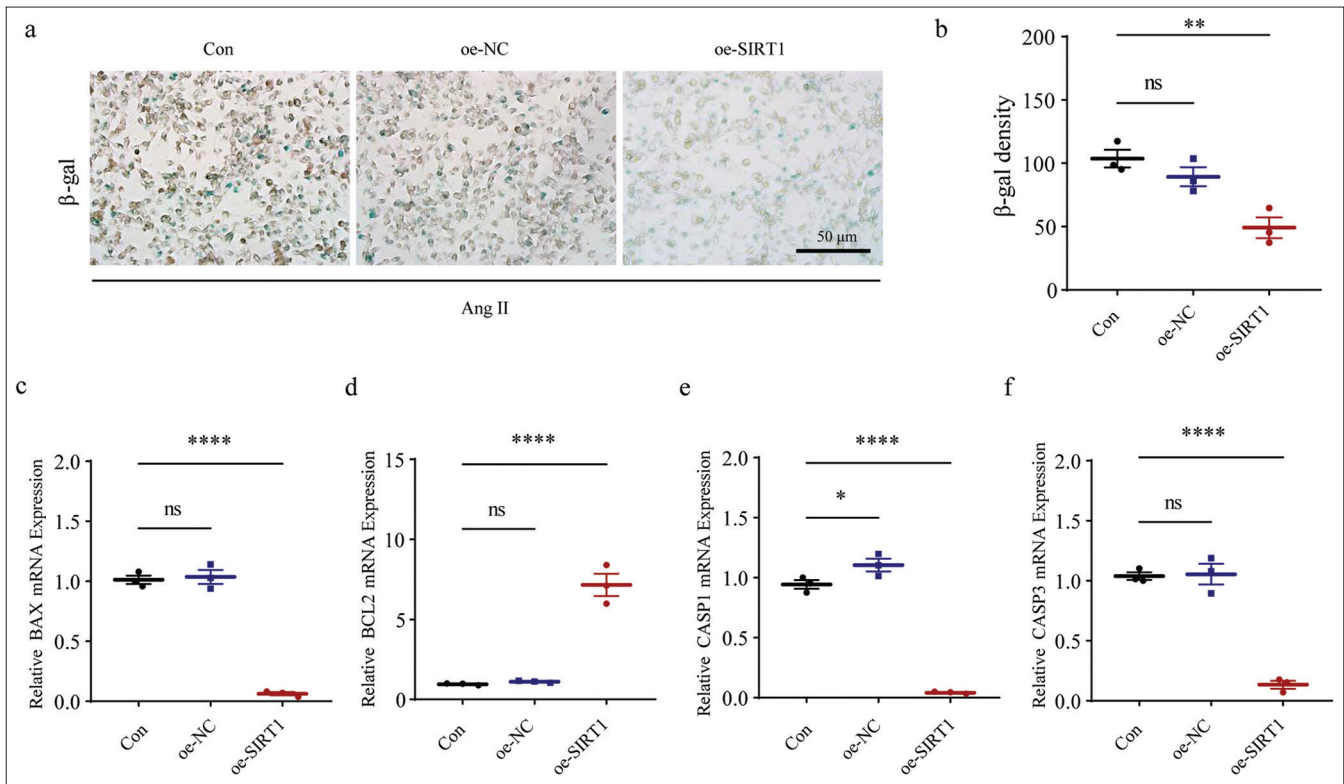 a
Con
oe-NC
oe-SIRT1
β-gal
50 μm
Ang II
b
β-gal density
200
150
100
50
0
**
ns
Con
oe-NC
oe-SIRT1
c
Relative BAX mRNA Expression
2.0
1.5
1.0
0.5
0.0
****
ns
Con
oe-NC
oe-SIRT1
d
Relative BCL2 mRNA Expression
15
10
5
0
****
ns
Con
oe-NC
oe-SIRT1
e
Relative CASP1 mRNA Expression
2.0
1.5
1.0
0.5
0.0
****
*
Con
oe-NC
oe-SIRT1
f
Relative CASP3 mRNA Expression
2.0
1.5
1.0
0.5
0.0
****
ns
Con
oe-NC
oe-SIRT1